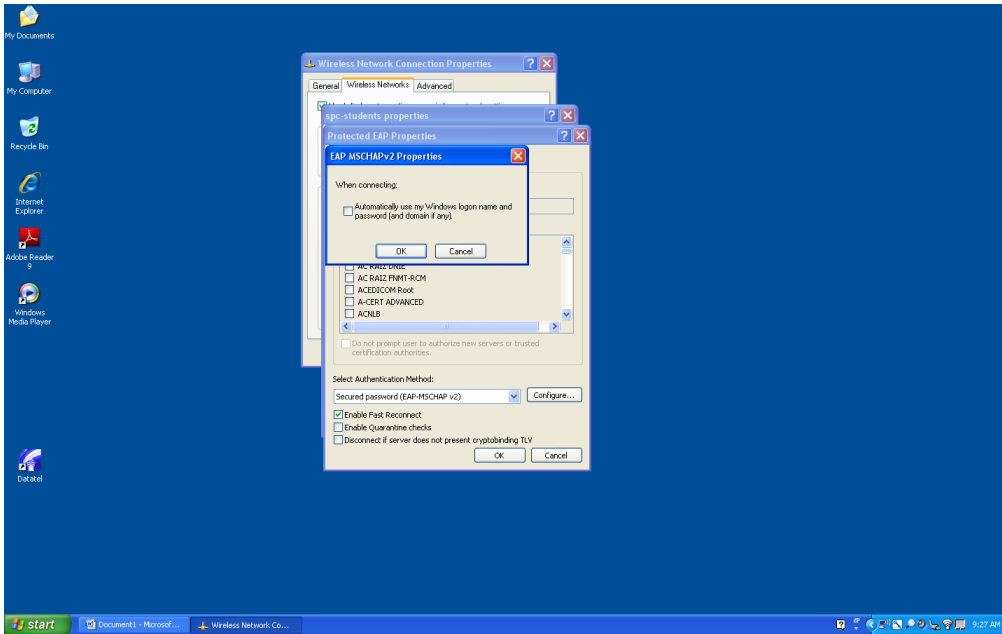 My Documents
My Computer
Recycle Bin
Internet
Explorer
Adobe Reader
9
Windows
Media Player
Datatel
Wireless Network Connection Properties
General Wireless Networks Advanced
spc-students properties
Protected EAP Properties
EAP MSCHAPv2 Properties
When connecting:
Automatically use my Windows logon name and
password (and domain if any).
OK Cancel
AC RAIZ DNIE
AC RAIZ FNMT-RCM
ACEDICOM Root
A-CERT ADVANCED
ACNLB
Do not prompt user to authorize new servers or trusted
certification authorities.
Select Authentication Method:
Secured password (EAP-MSCHAP v2) Configure...
Enable Fast Reconnect
Enable Quarantine checks
Disconnect if server does not present cryptobinding TLV
OK Cancel
start Document1 - Microsof... Wireless Network Co... 9:27 AM